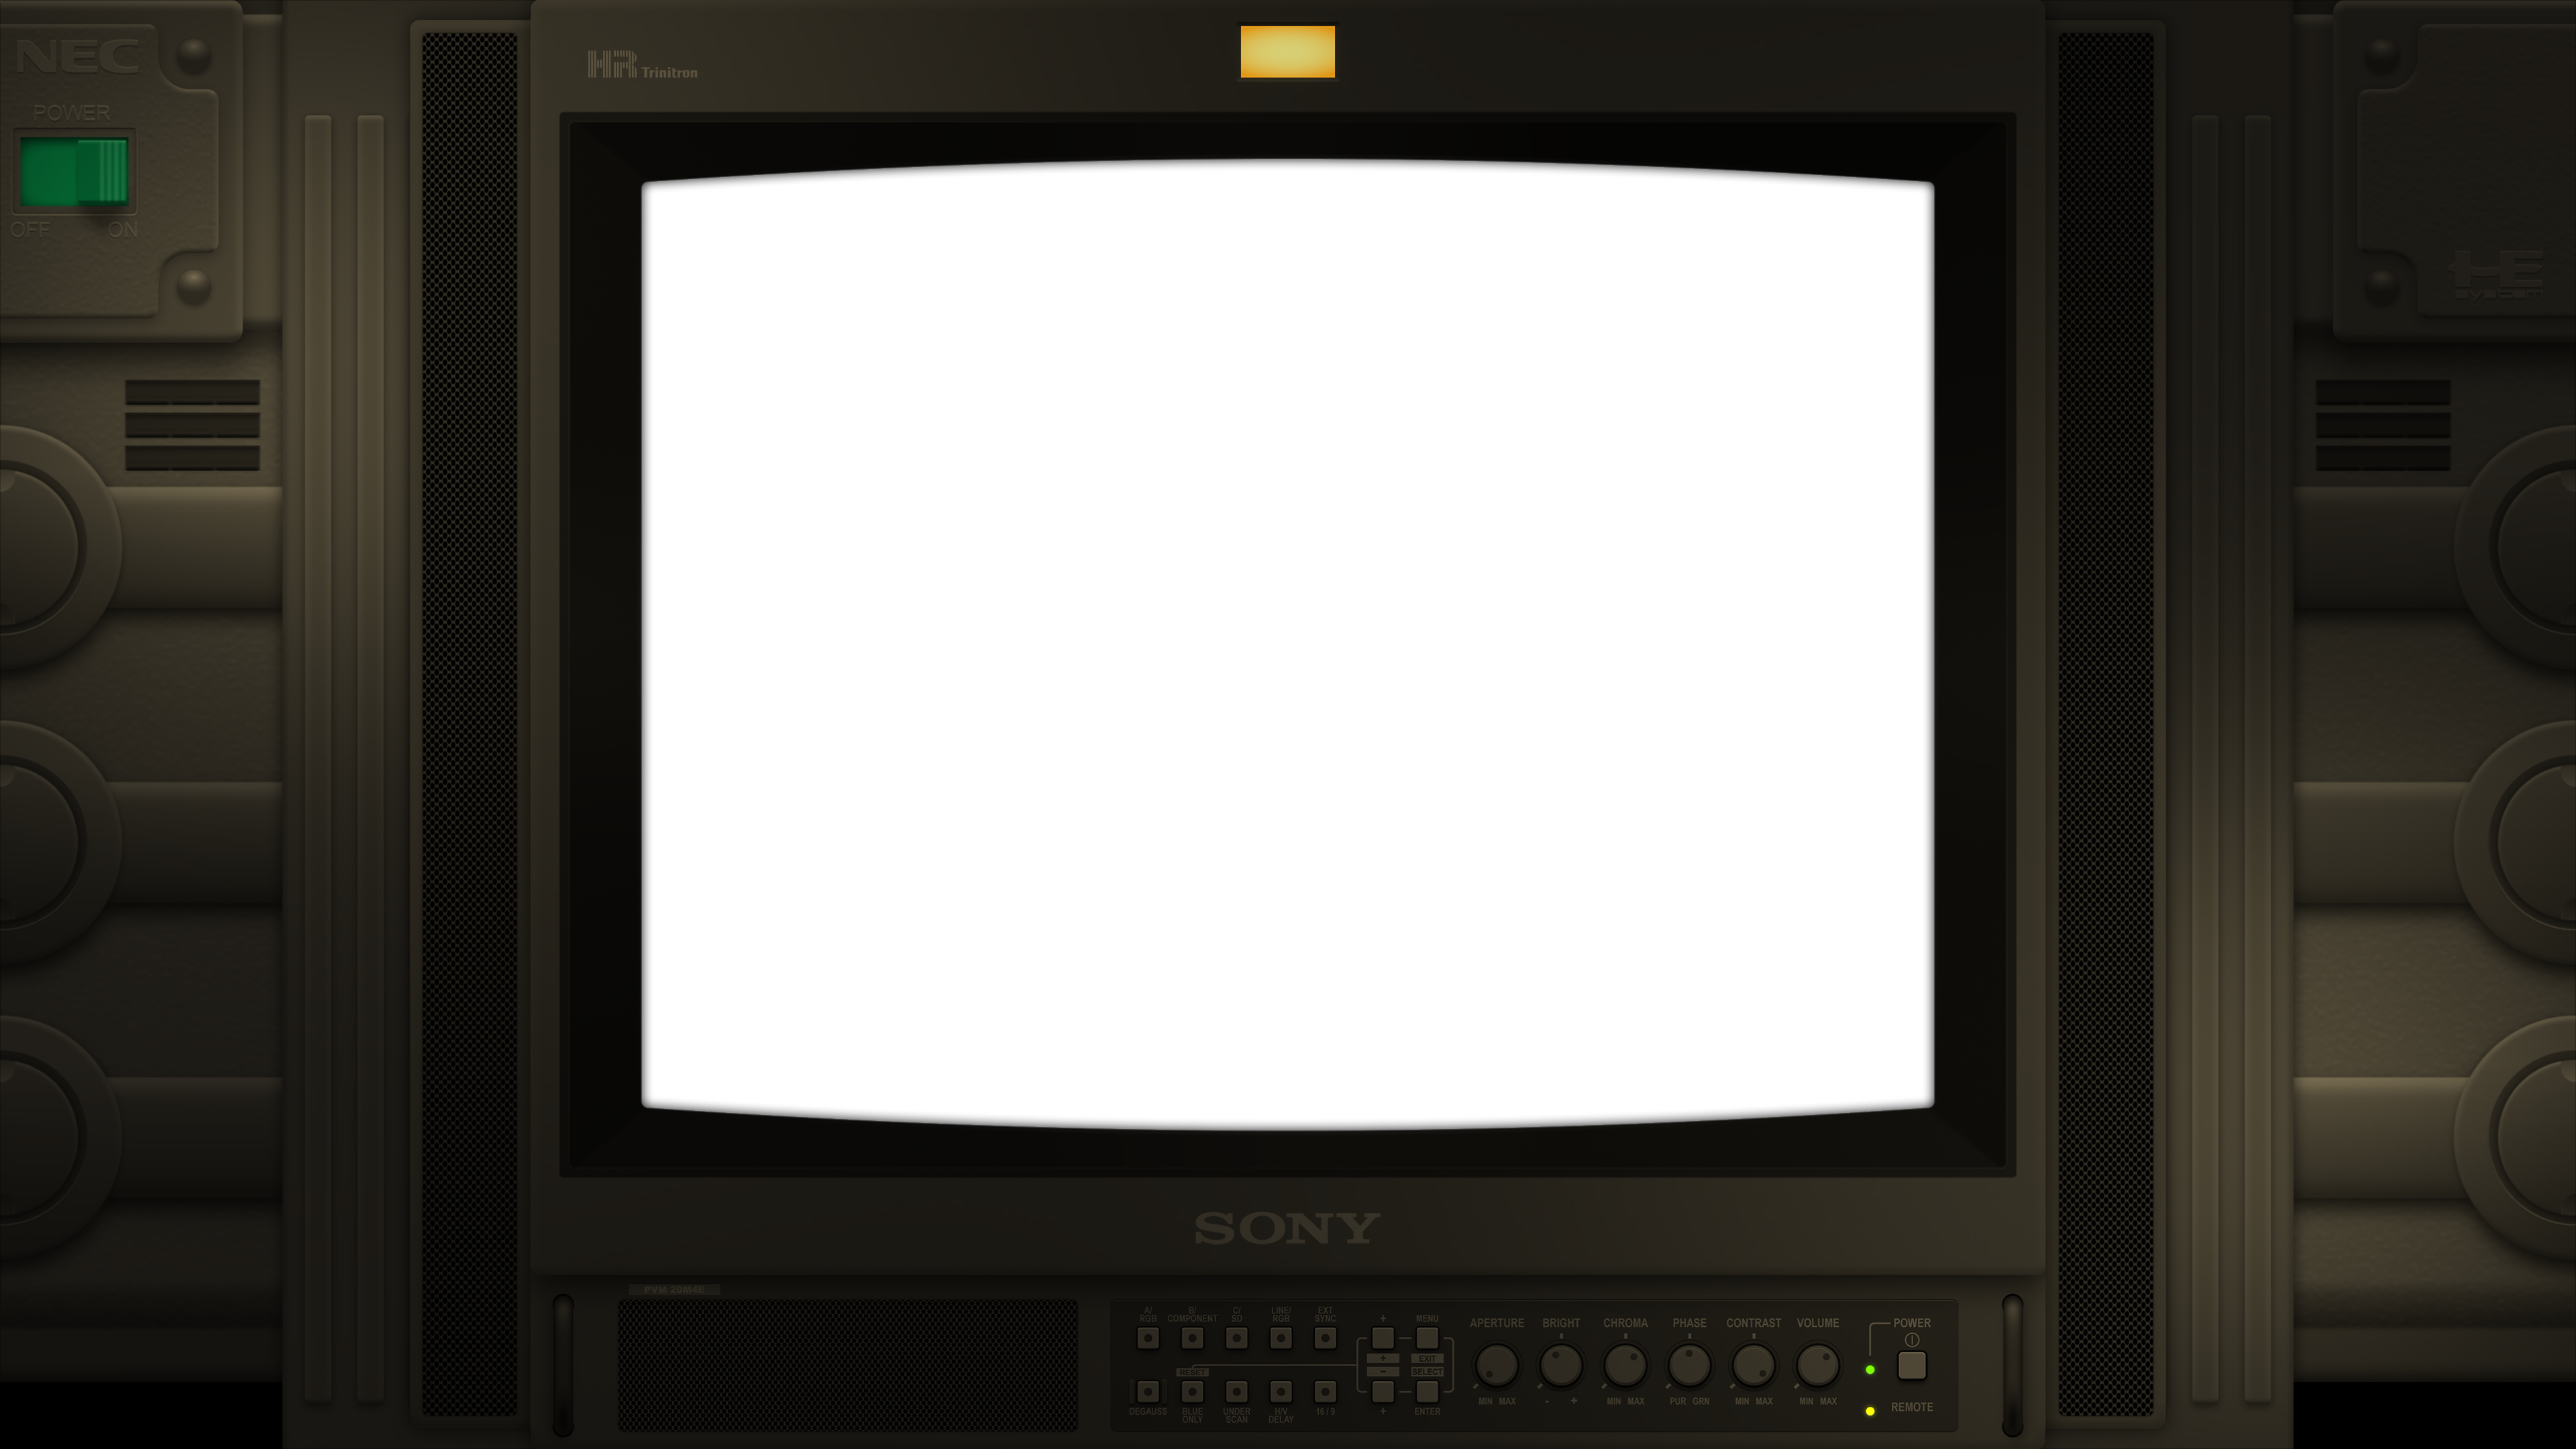 NEC
POWER
OFF ON
HR Trinitron
HE
SYSTEM
SONY
PVM 20M4E
A/ RGB
B/ COMPONENT
C/ SD
LINE/ RGB
EXT SYNC
+
MENU
+
EXIT
RESET
-
SELECT
DEGAUSS
BLUE ONLY
UNDER SCAN
H/V DELAY
16 / 9
+
ENTER
APERTURE
BRIGHT
CHROMA
PHASE
CONTRAST
VOLUME
MIN MAX
- +
MIN MAX
PUR GRN
MIN MAX
MIN MAX
POWER
REMOTE